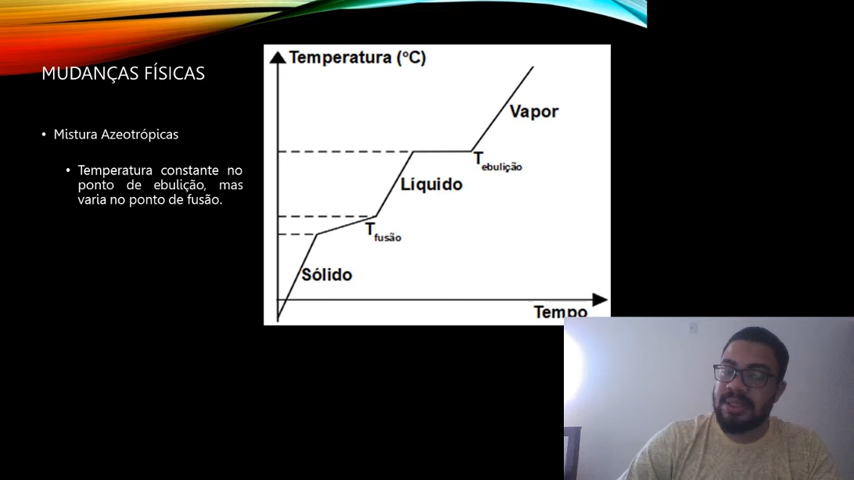 MUDANÇAS FÍSICAS
• Mistura Azeotrópicas
• Temperatura constante no
ponto de ebulição, mas
varia no ponto de fusão.
Temperatura (ºC)
Vapor
Tebulição
Líquido
Tfusão
Sólido
Tempo